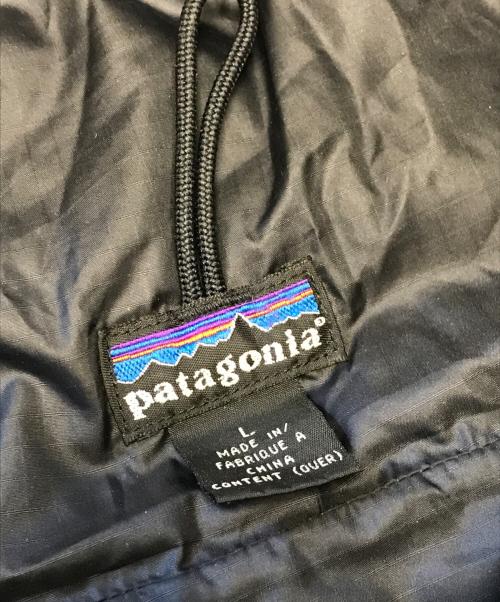 patagonia®
L
MADE IN/
FABRIQUE A
CHINA
CONTENT (OVER)